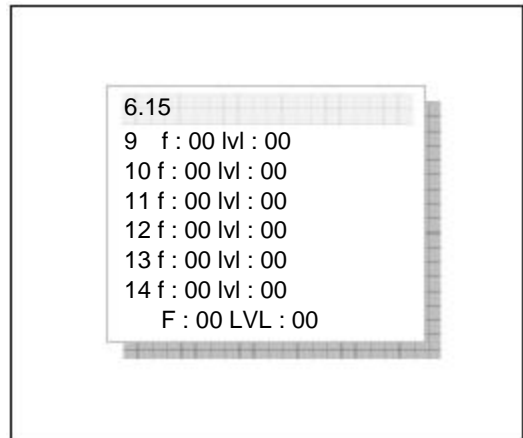 6.15
9 f : 00 lvl : 00
10 f : 00 lvl : 00
11 f : 00 lvl : 00
12 f : 00 lvl : 00
13 f : 00 lvl : 00
14 f : 00 lvl : 00
F : 00 LVL : 00